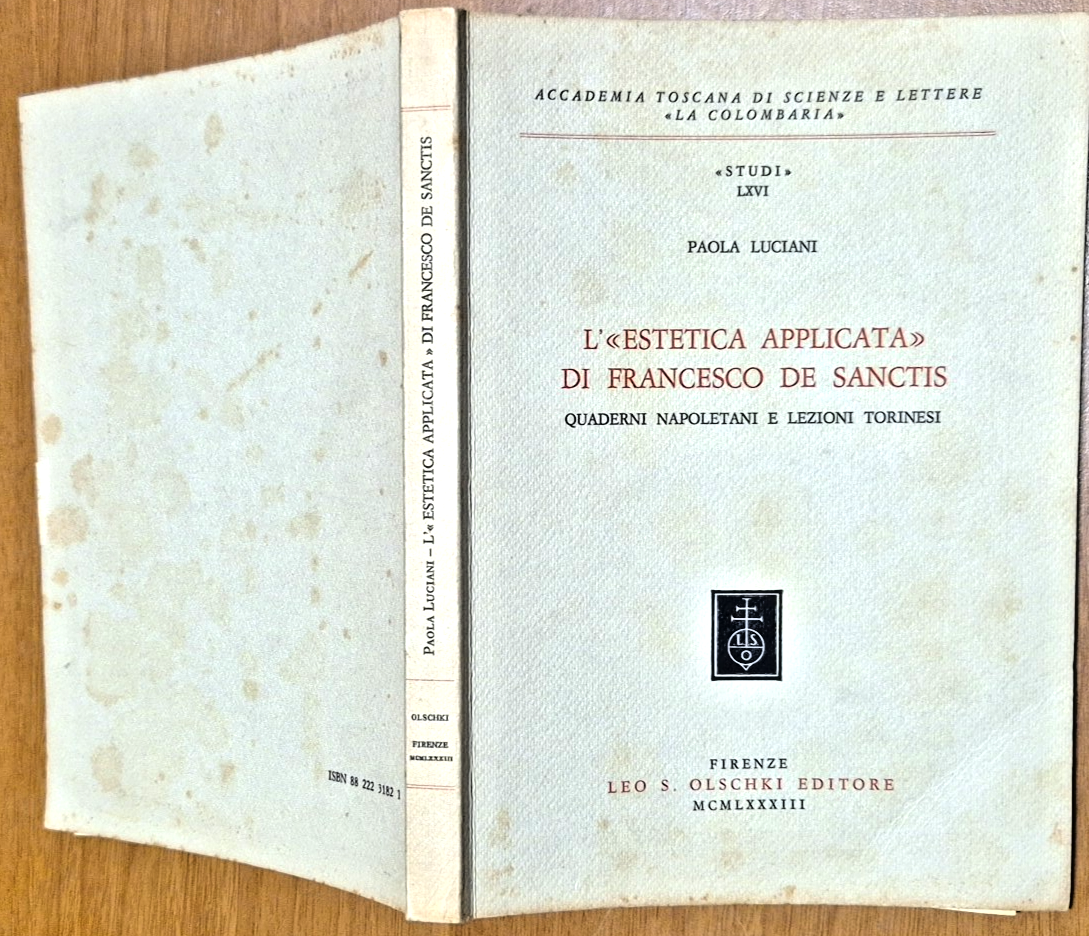 ACCADEMIA TOSCANA DI SCIENZE E LETTERE
«LA COLOMBARIA»
«STUDI»
LXVI
PAOLA LUCIANI
L'«ESTETICA APPLICATA»
DI FRANCESCO DE SANCTIS
QUADERNI NAPOLETANI E LEZIONI TORINESI
L S
O
FIRENZE
LEO S. OLSCHKI EDITORE
MCMLXXXIII
PAOLA LUCIANI – L'« ESTETICA APPLICATA » DI FRANCESCO DE SANCTIS
OLSCHKI
FIRENZE
MCMLXXXIII
ISBN 88 222 3182 1